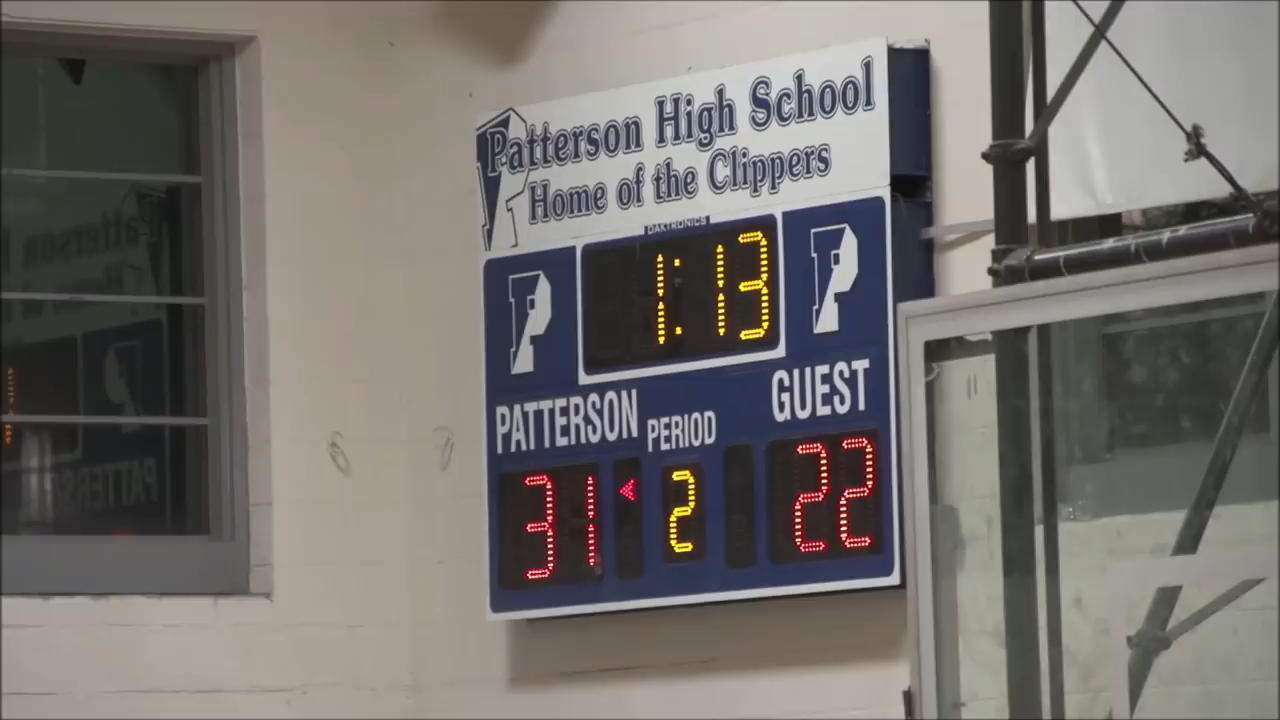 Patterson High School
Home of the Clippers
DAKTRONICS
P 1:13 P
PATTERSON PERIOD GUEST
31 2 22